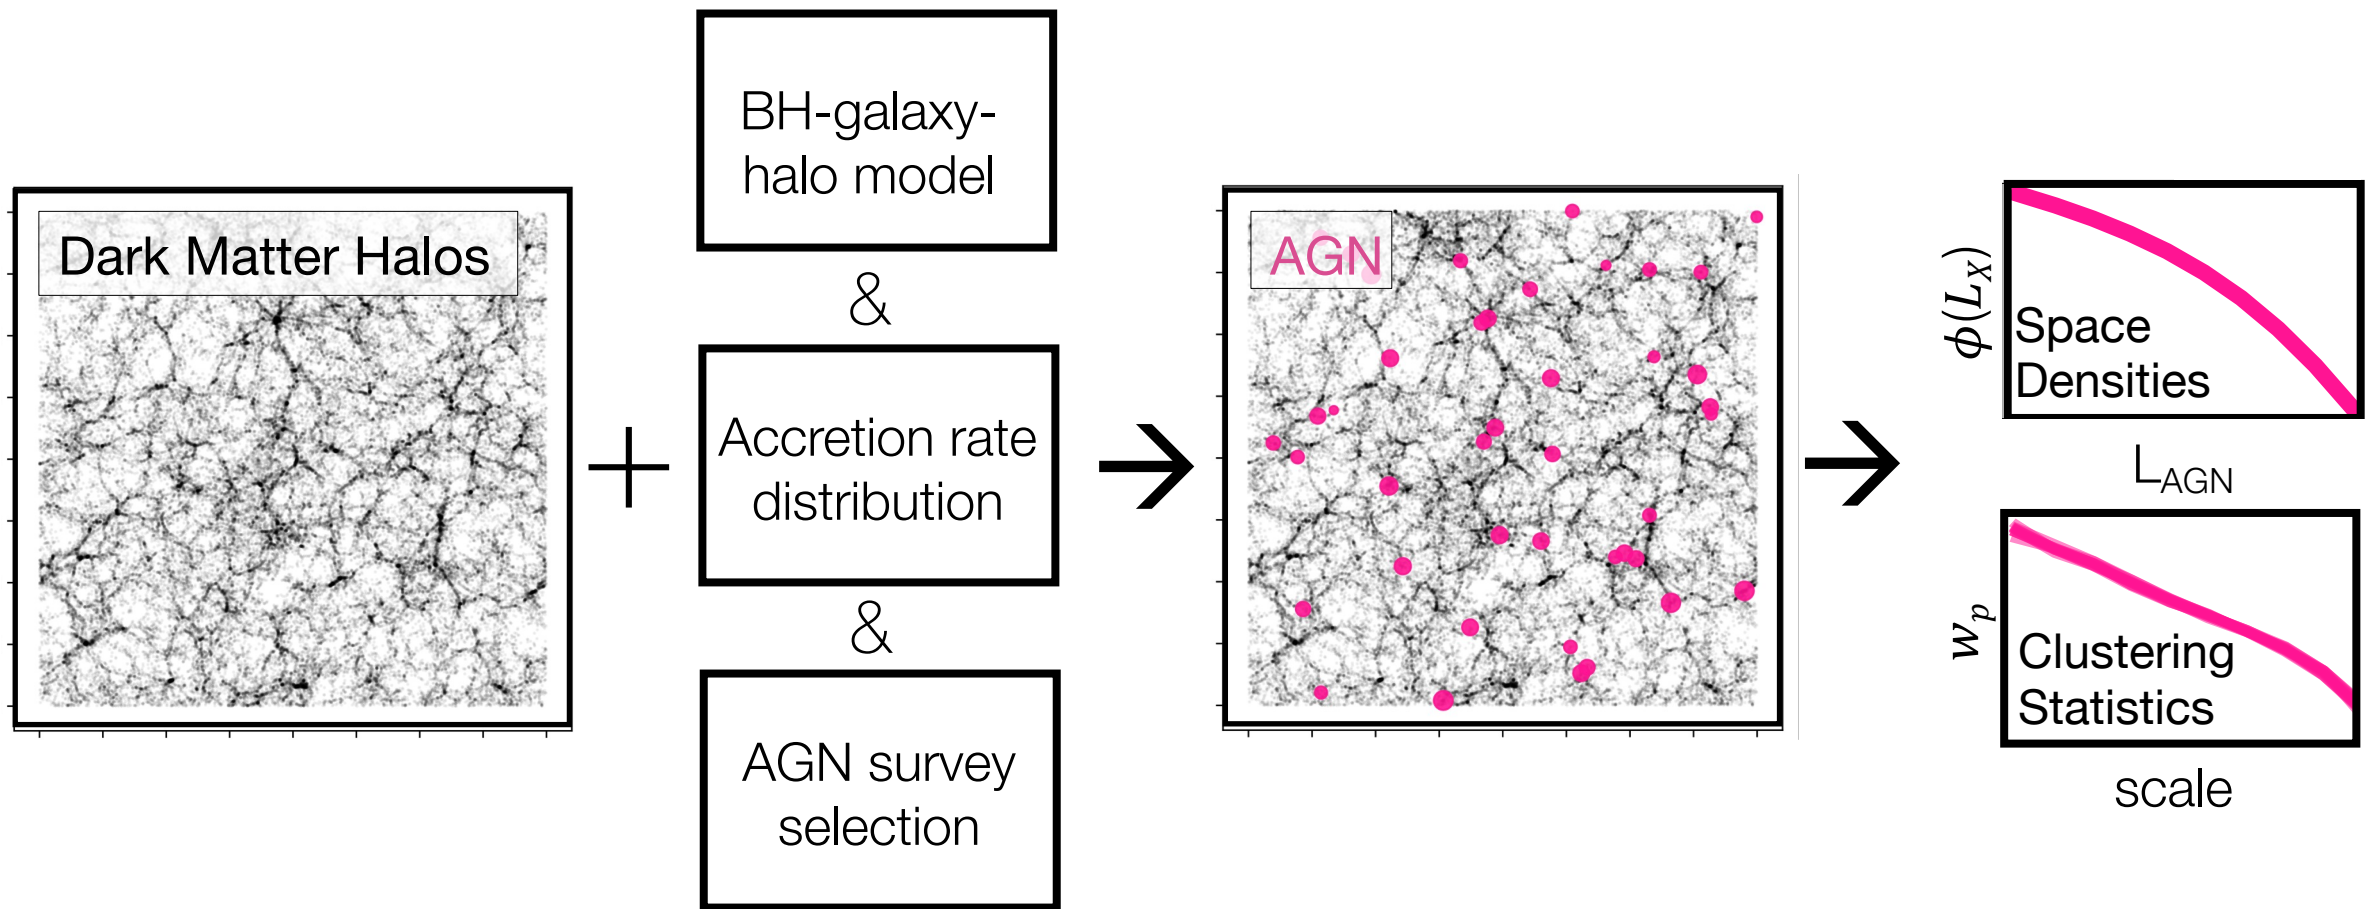 Dark Matter Halos
+
BH-galaxy-
halo model
&
Accretion rate
distribution
&
AGN survey
selection
AGN
ϕ(L_X)
Space
Densities
L_AGN
w_p
Clustering
Statistics
scale